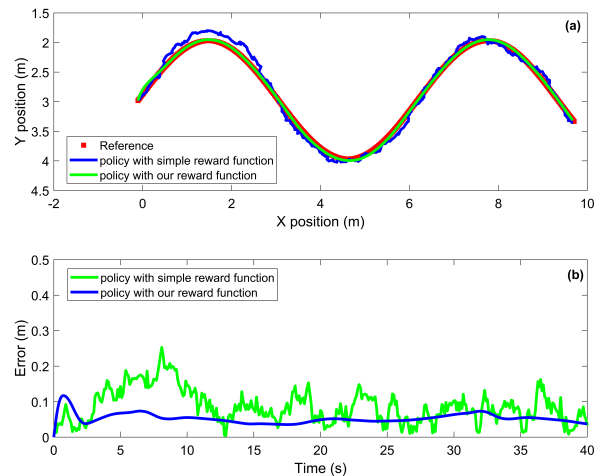 (a)
1.5
2
2.5
3
3.5
4
4.5
Y position (m)
Reference
policy with simple reward function
policy with our reward function
-2 0 2 4 6 8 10
X position (m)
(b)
0.5
0.4
0.3
0.2
0.1
0
Error (m)
policy with simple reward function
policy with our reward function
0 5 10 15 20 25 30 35 40
Time (s)